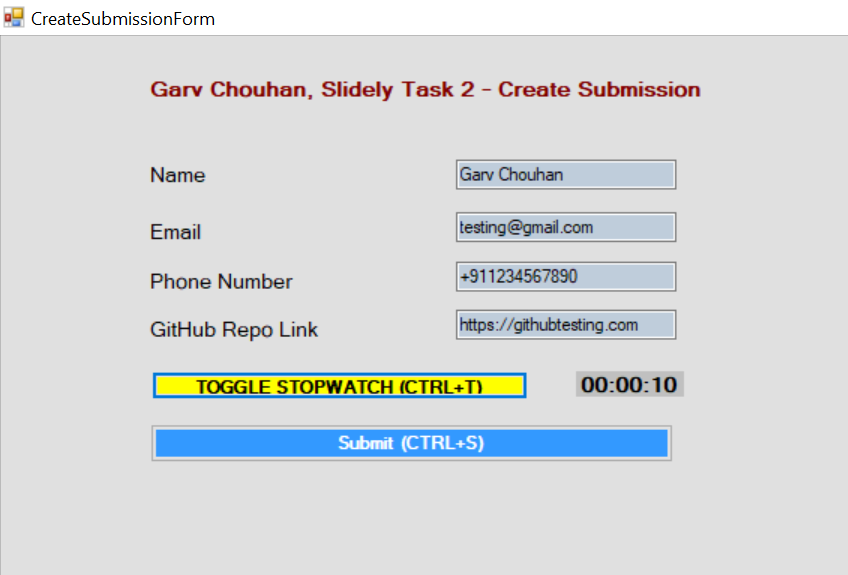 CreateSubmissionForm
Garv Chouhan, Slidely Task 2 - Create Submission
Name Garv Chouhan
Email testing@gmail.com
Phone Number +911234567890
GitHub Repo Link https://githubtesting.com
TOGGLE STOPWATCH (CTRL+T) 00:00:10
Submit (CTRL+S)